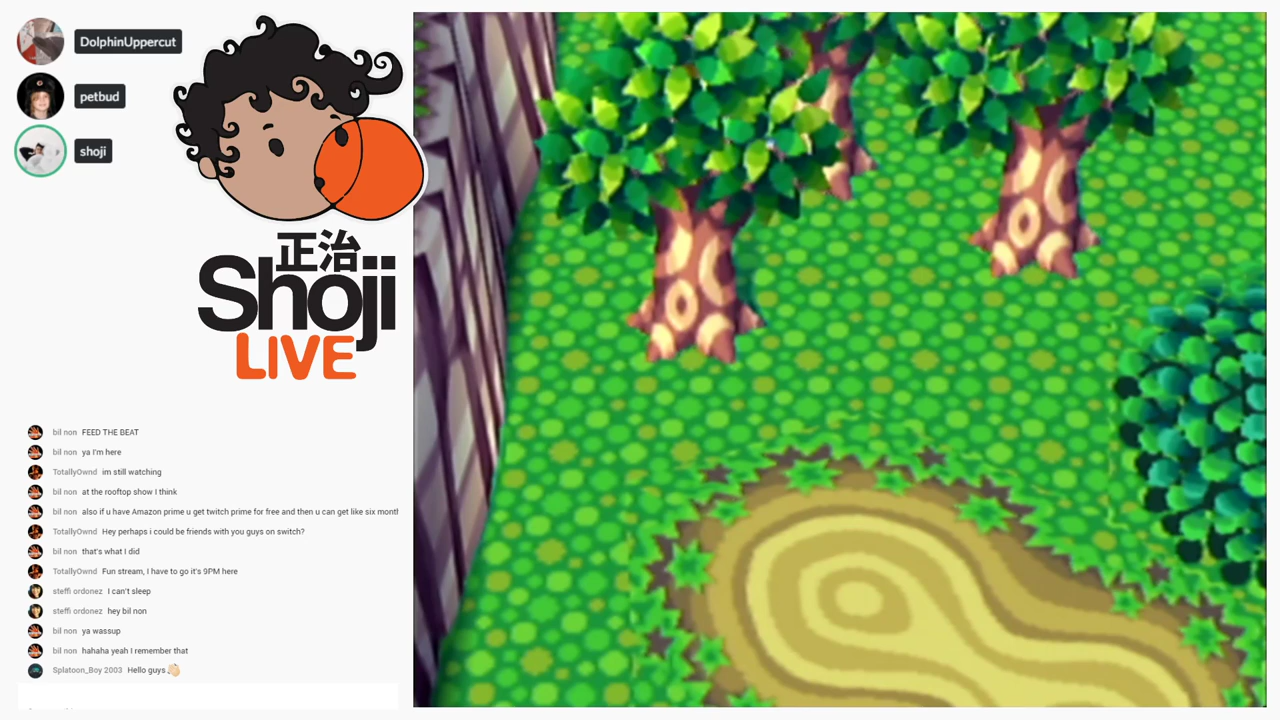 DolphinUppercut
petbud
shoji
正治
Shoji
LIVE
bil non FEED THE BEAT
bil non ya I'm here
TotallyOwnd im still watching
bil non at the rooftop show I think
bil non also if u have Amazon prime u get twitch prime for free and then u can get like six mont
TotallyOwnd Hey perhaps i could be friends with you guys on switch?
bil non that's what I did
TotallyOwnd Fun stream, I have to go it's 9PM here
steffi ordonez I can't sleep
steffi ordonez hey bil non
bil non ya wassup
bil non hahaha yeah I remember that
Splatoon_Boy 2003 Hello guys 👋🏻